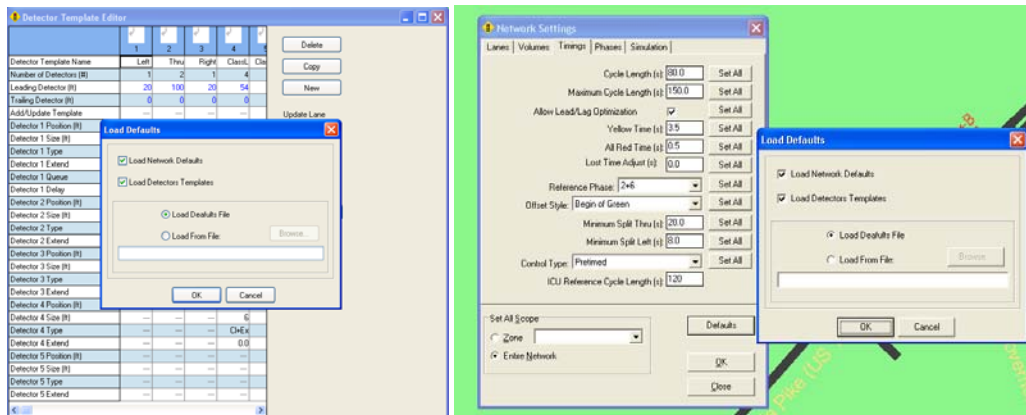 Detector Template Editor
1 2 3 4 5
Detector Template Name Left Thru Right ClassL Cla
Number of Detectors (#) 1 2 1 4
Leading Detector (ft) 20 100 20 54
Trailing Detector (ft) 0 0 0 0
Add/Update Template --- --- --- ---
Detector 1 Position (ft)
Detector 1 Size (ft)
Detector 1 Type
Detector 1 Extend
Detector 1 Queue
Detector 1 Delay
Detector 2 Position (ft)
Detector 2 Size (ft)
Detector 2 Type
Detector 2 Extend
Detector 3 Position (ft)
Detector 3 Size (ft)
Detector 3 Type
Detector 3 Extend
Detector 4 Position (ft)
Detector 4 Size (ft) --- --- --- 6
Detector 4 Type --- --- --- Cl+Ex
Detector 4 Extend --- --- --- 0.0
Detector 5 Position (ft) --- --- --- ---
Detector 5 Size (ft) --- --- --- ---
Detector 5 Type --- --- --- ---
Detector 5 Extend --- --- --- ---
Delete
Copy
New
Update Lane
Load Defaults
Load Network Defaults
Load Detectors Templates
Load Deafults File
Load From File:
Browse...
OK Cancel
Network Settings
Lanes Volumes Timings Phases Simulation
Cycle Length (s): 80.0 Set All
Maximum Cycle Length (s): 150.0 Set All
Allow Lead/Lag Optimization Set All
Yellow Time (s): 3.5 Set All
All Red Time (s): 0.5 Set All
Lost Time Adjust (s): 0.0 Set All
Reference Phase: 2+6 Set All
Offset Style: Begin of Green Set All
Minimum Split Thru (s): 20.0 Set All
Minimum Split Left (s): 8.0 Set All
Control Type: Pretimed Set All
ICU Reference Cycle Length (s): 120
Set All Scope
Zone
Entire Network
Defaults
OK
Close
Load Defaults
Load Network Defaults
Load Detectors Templates
Load Deafults File
Load From File:
Browse...
OK Cancel
Pike (US